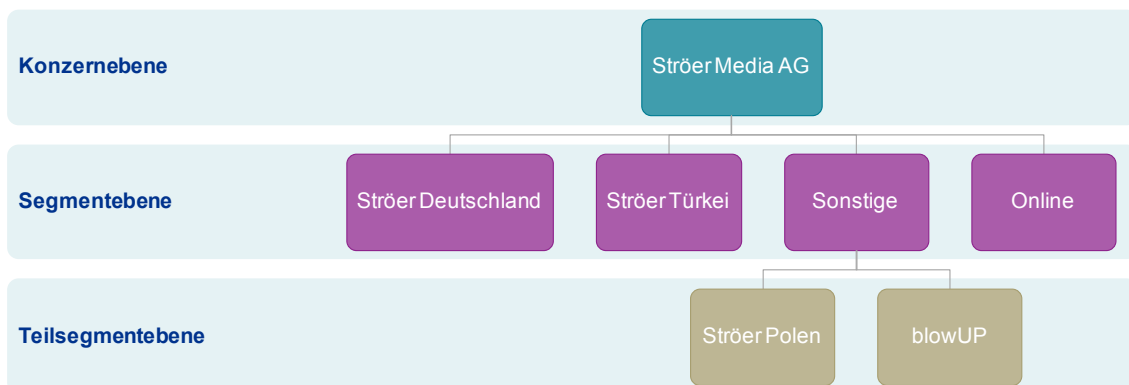 Konzernebene
Ströer Media AG
Segmentebene
Ströer Deutschland
Ströer Türkei
Sonstige
Online
Teilsegmentebene
Ströer Polen
blowUP